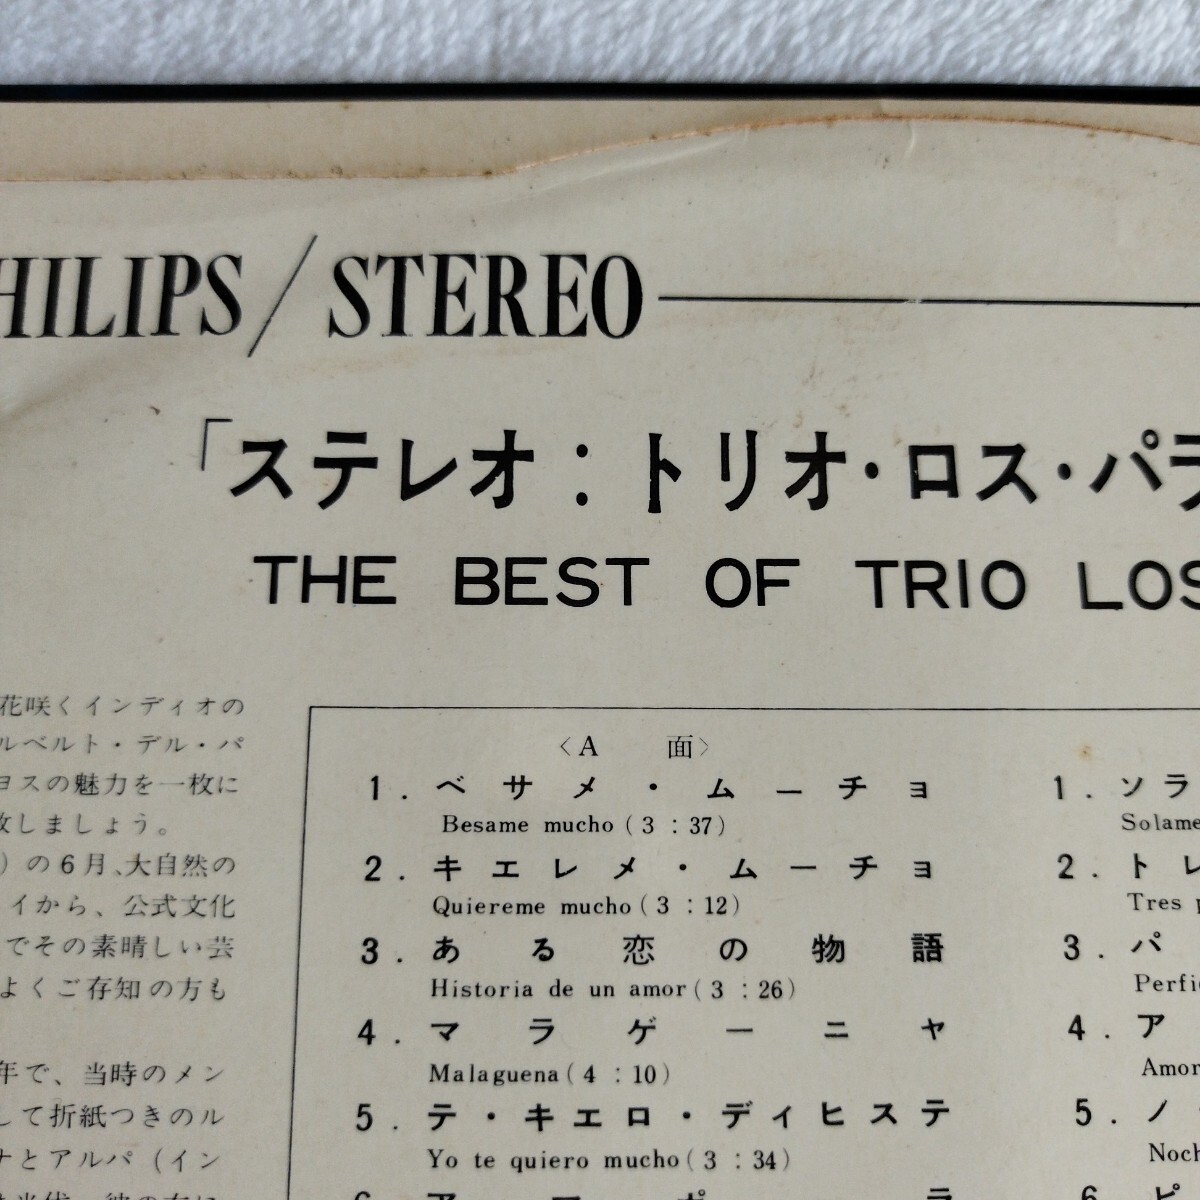 HILIPS/STEREO
「ステレオ：トリオ・ロス・パラ
THE BEST OF TRIO LOS
花咲くインディオの
ルベルト・デル・パ
ヨスの魅力を一枚に
致しましょう。
）の6月、大自然の
イから、公式文化
でその素晴しい芸
よくご存知の方も
年で、当時のメン
して折紙つきのル
ナとアルパ（イン
〈A 面〉
1. ベサメ・ムーチョ
Besame mucho(3:37)
2. キエレメ・ムーチョ
Quiereme mucho(3:12)
3. ある恋の物語
Historia de un amor(3:26)
4. マラゲーニャ
Malaguena(4:10)
5. テ・キエロ・ディヒステ
Yo te quiero mucho(3:34)
6.
1. ソラ
Solame
2. トレ
Tres
3. パ
Perfi
4. ア
Amor
5. ノ
Noch
6. ピ